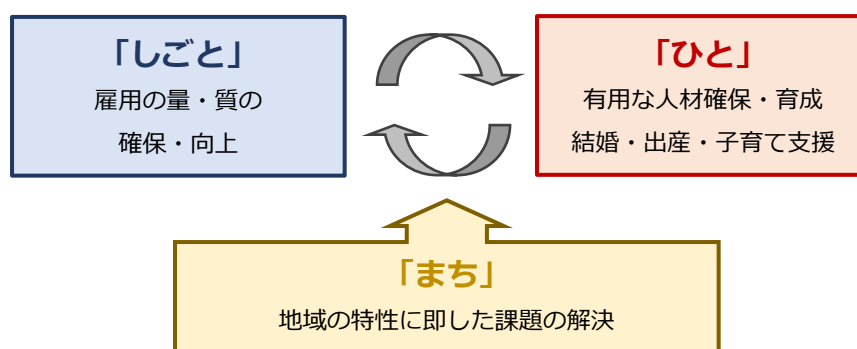 「しごと」
雇用の量・質の
確保・向上
「ひと」
有用な人材確保・育成
結婚・出産・子育て支援
「まち」
地域の特性に即した課題の解決